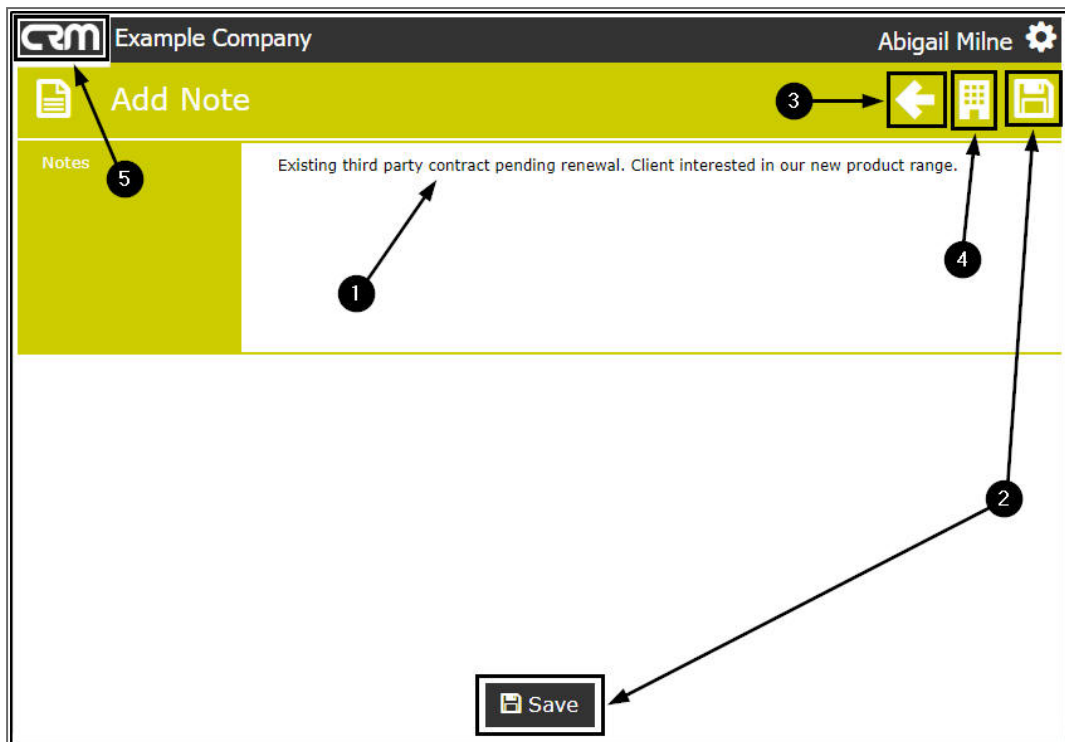 CRM Example Company Abigail Milne
Add Note
3
Notes
Existing third party contract pending renewal. Client interested in our new product range.
5
4
1
2
Save